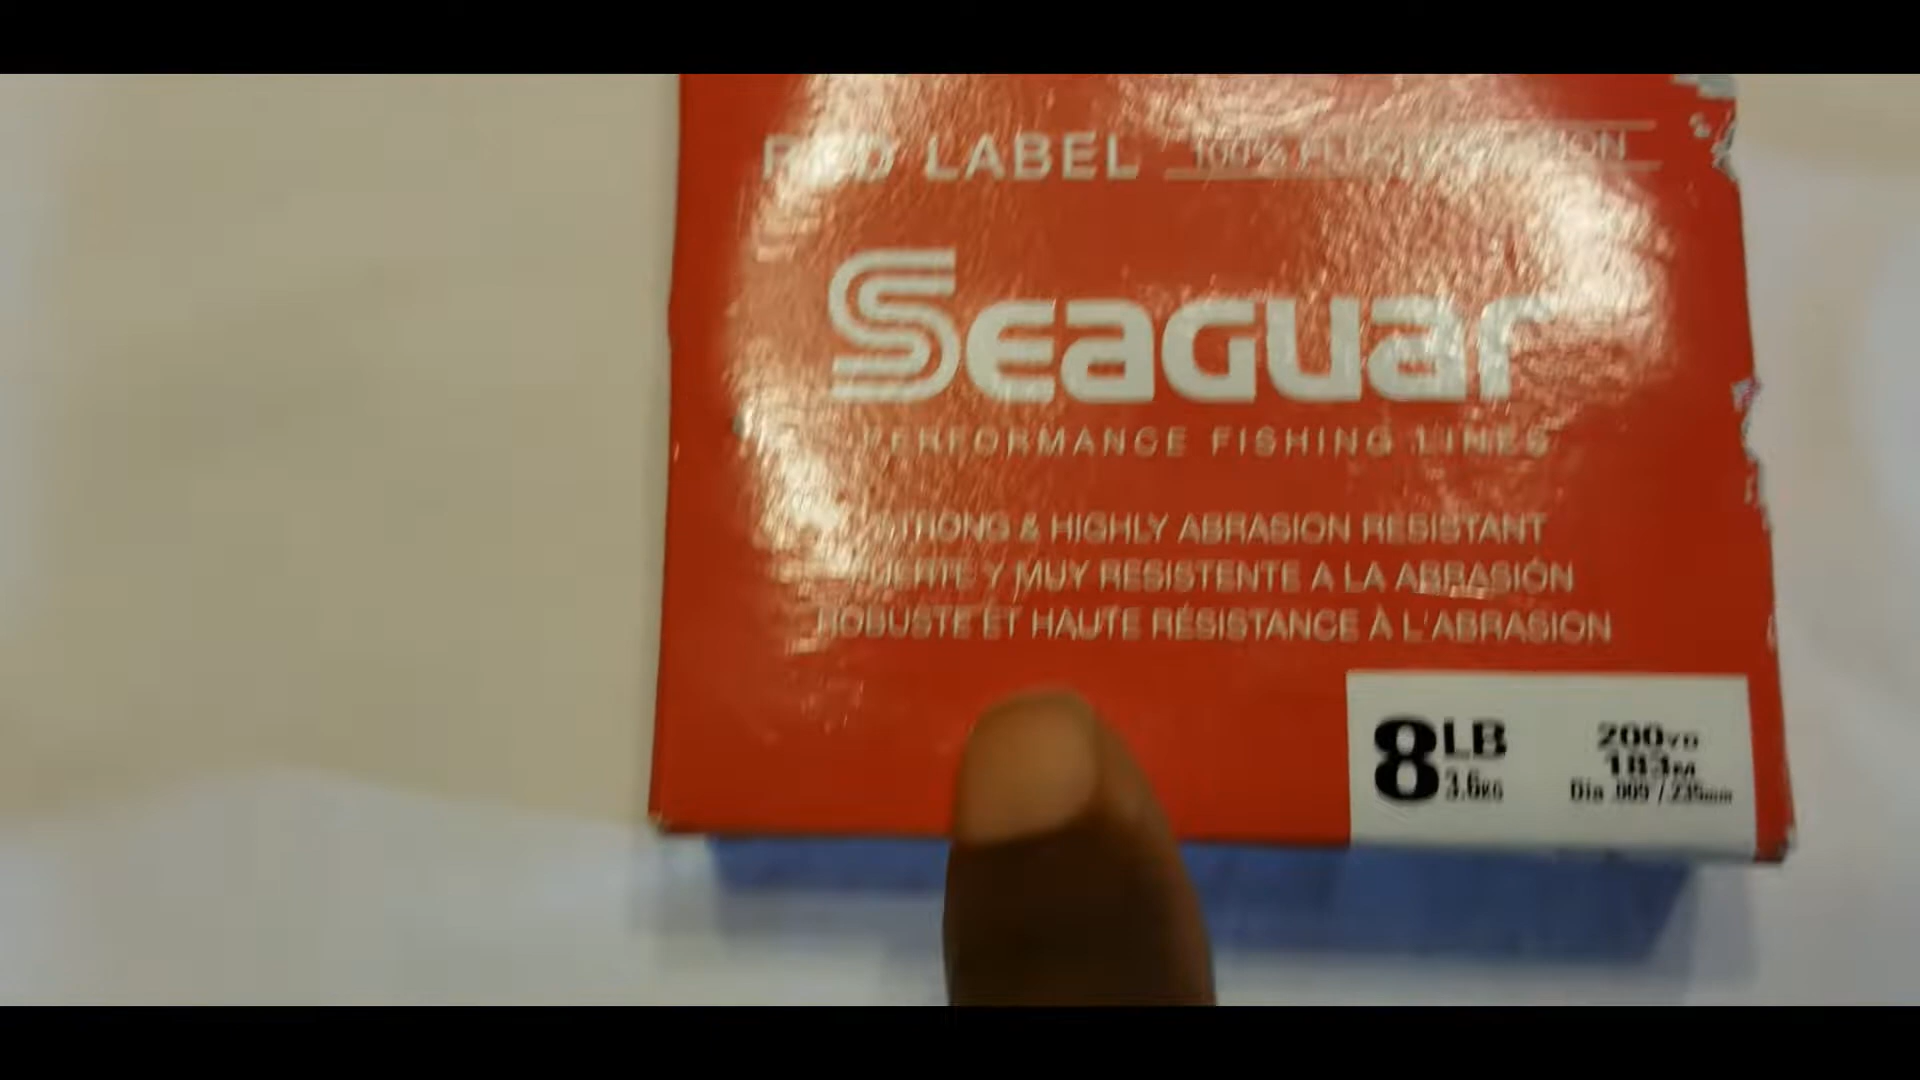 RED LABEL
100%
Seaguar
PERFORMANCE FISHING LINES
STRONG & HIGHLY ABRASION RESISTANT
FUERTE Y MUY RESISTENTE A LA ABRASIÓN
ROBUSTE ET HAUTE RÉSISTANCE À L'ABRASION
8LB
3.6KG
200YD
183M
Dia .009 / .235mm